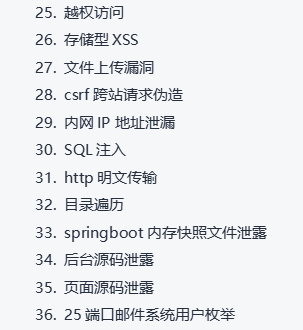 25. 越权访问
26. 存储型 XSS
27. 文件上传漏洞
28. csrf 跨站请求伪造
29. 内网 IP 地址泄漏
30. SQL 注入
31. http 明文传输
32. 目录遍历
33. springboot 内存快照文件泄露
34. 后台源码泄露
35. 页面源码泄露
36. 25 端口邮件系统用户枚举